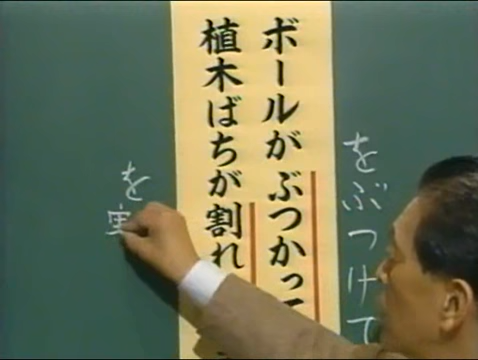 をぶつけて
ボールがぶつかって
植木ばちが割れ
を